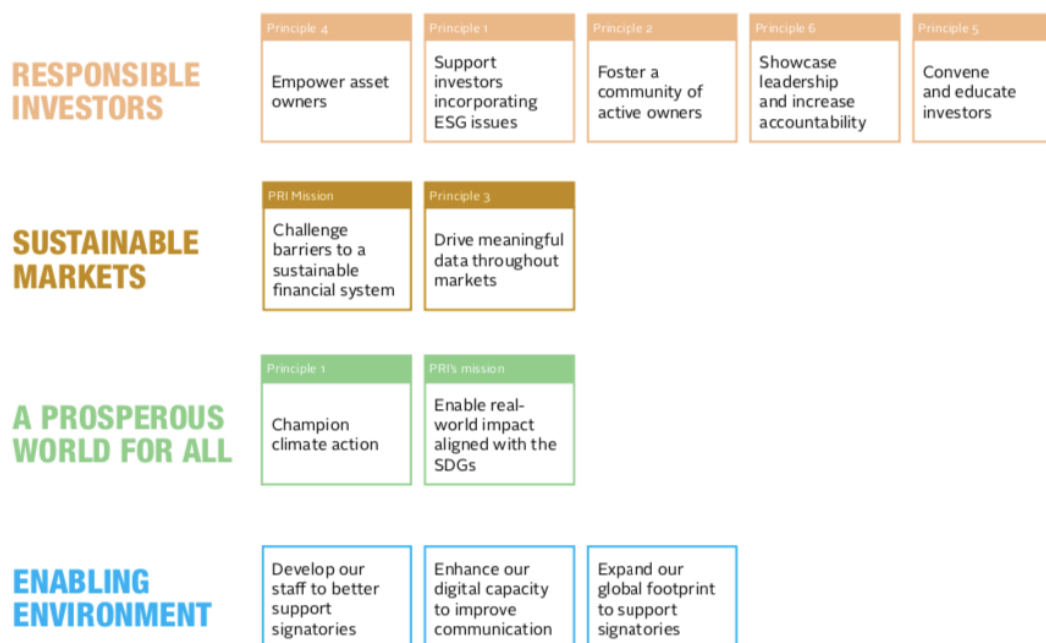 RESPONSIBLE
INVESTORS
Principle 4
Empower asset
owners
Principle 1
Support
investors
incorporating
ESG issues
Principle 2
Foster a
community of
active owners
Principle 6
Showcase
leadership
and increase
accountability
Principle 5
Convene
and educate
investors
SUSTAINABLE
MARKETS
PRI Mission
Challenge
barriers to a
sustainable
financial system
Principle 3
Drive meaningful
data throughout
markets
A PROSPEROUS
WORLD FOR ALL
Principle 1
Champion
climate action
PRI's mission
Enable real-
world impact
aligned with the
SDGs
ENABLING
ENVIRONMENT
Develop our
staff to better
support
signatories
Enhance our
digital capacity
to improve
communication
Expand our
global footprint
to support
signatories